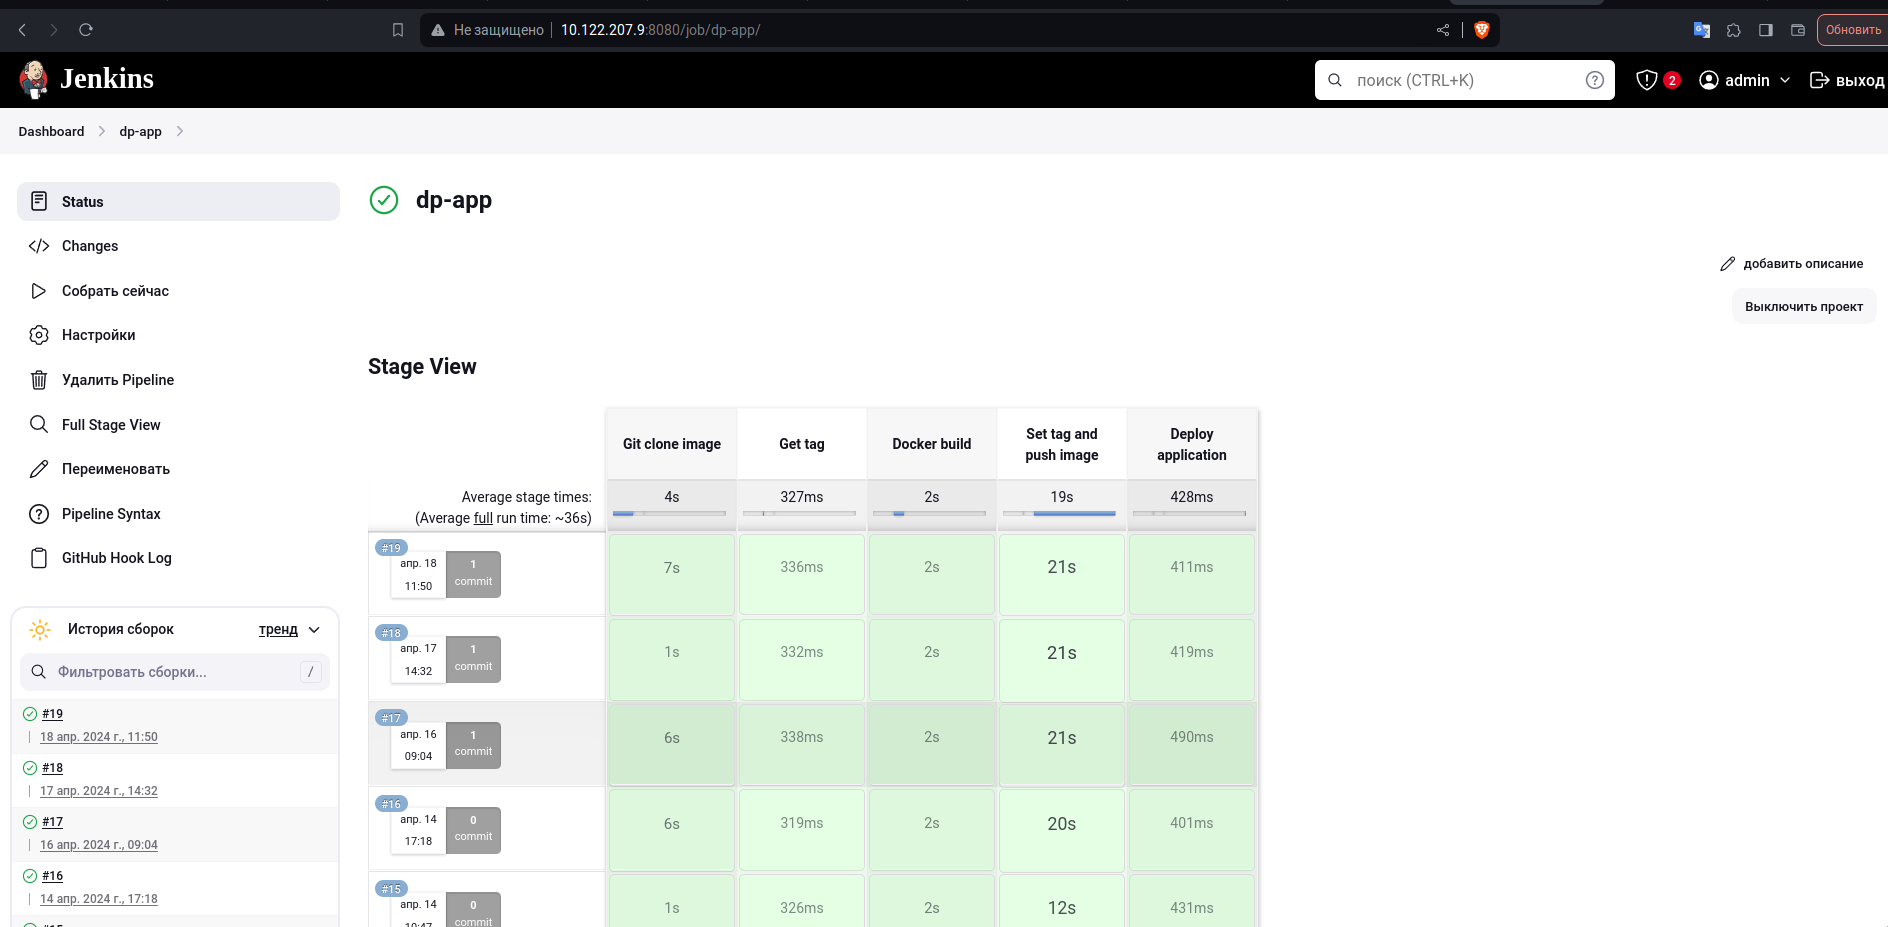 Не защищено
10.122.207.9:8080/job/dp-app/
Обновить
Jenkins
поиск (CTRL+K)
2
admin
выход
Dashboard
dp-app
Status
Changes
Собрать сейчас
Настройки
Удалить Pipeline
Full Stage View
Переименовать
Pipeline Syntax
GitHub Hook Log
История сборок
тренд
Фильтровать сборки...
/
#19
18 апр. 2024 г., 11:50
#18
17 апр. 2024 г., 14:32
#17
16 апр. 2024 г., 09:04
#16
14 апр. 2024 г., 17:18
dp-app
добавить описание
Выключить проект
Stage View
Git clone image
Get tag
Docker build
Set tag and
push image
Deploy
application
Average stage times:
(Average full run time: ~36s)
4s
327ms
2s
19s
428ms
#19
апр. 18
11:50
1
commit
7s
336ms
2s
21s
411ms
#18
апр. 17
14:32
1
commit
1s
332ms
2s
21s
419ms
#17
апр. 16
09:04
1
commit
6s
338ms
2s
21s
490ms
#16
апр. 14
17:18
0
commit
6s
319ms
2s
20s
401ms
#15
апр. 14
0
commit
1s
326ms
2s
12s
431ms